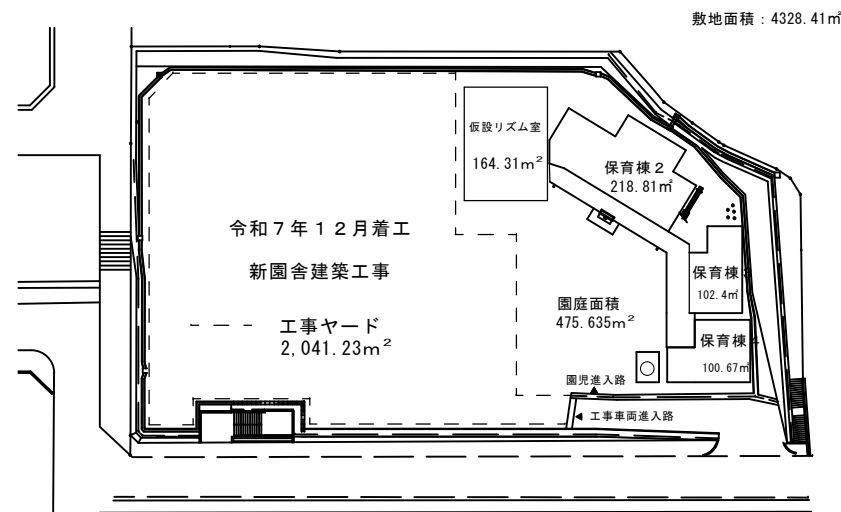 敷地面積：4328.41㎡
仮設リズム室
164.31m²
保育棟２
218.81㎡
令和７年１２月着工
新園舎建築工事
保育棟3
102.4㎡
園庭面積
475.635m²
工事ヤード
2,041.23m²
保育棟
100.67㎡
園児進入路
工事車両進入路